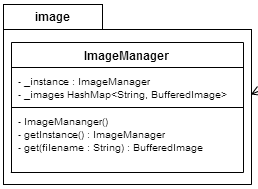 image
ImageManager
- _instance : ImageManager
- _images HashMap<String, BufferedImage>
- ImageMananger()
- getInstance() : ImageManager
- get(filename : String) : BufferedImage